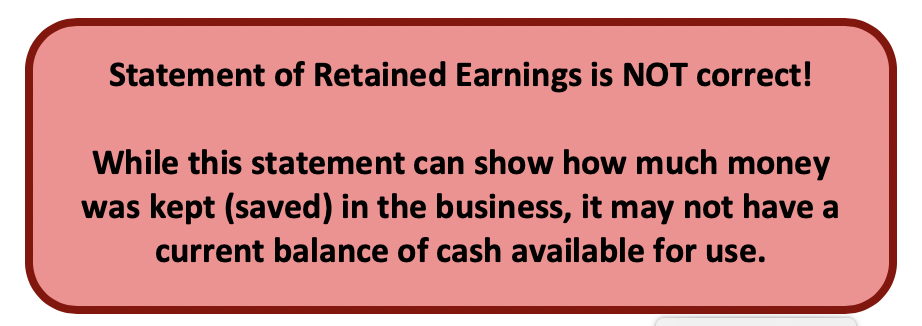 Statement of Retained Earnings is NOT correct!
While this statement can show how much money
was kept (saved) in the business, it may not have a
current balance of cash available for use.